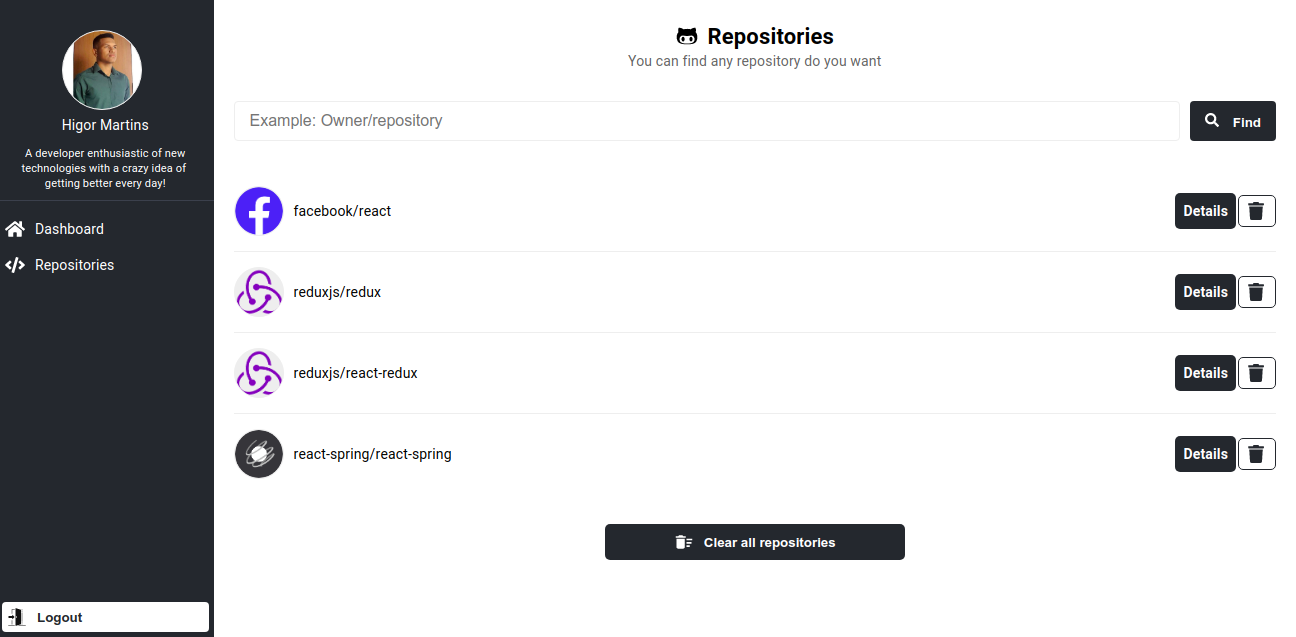 Higor Martins
A developer enthusiastic of new
technologies with a crazy idea of
getting better every day!
Dashboard
Repositories
Logout
Repositories
You can find any repository do you want
Example: Owner/repository
Find
facebook/react
Details
reduxjs/redux
Details
reduxjs/react-redux
Details
react-spring/react-spring
Details
Clear all repositories